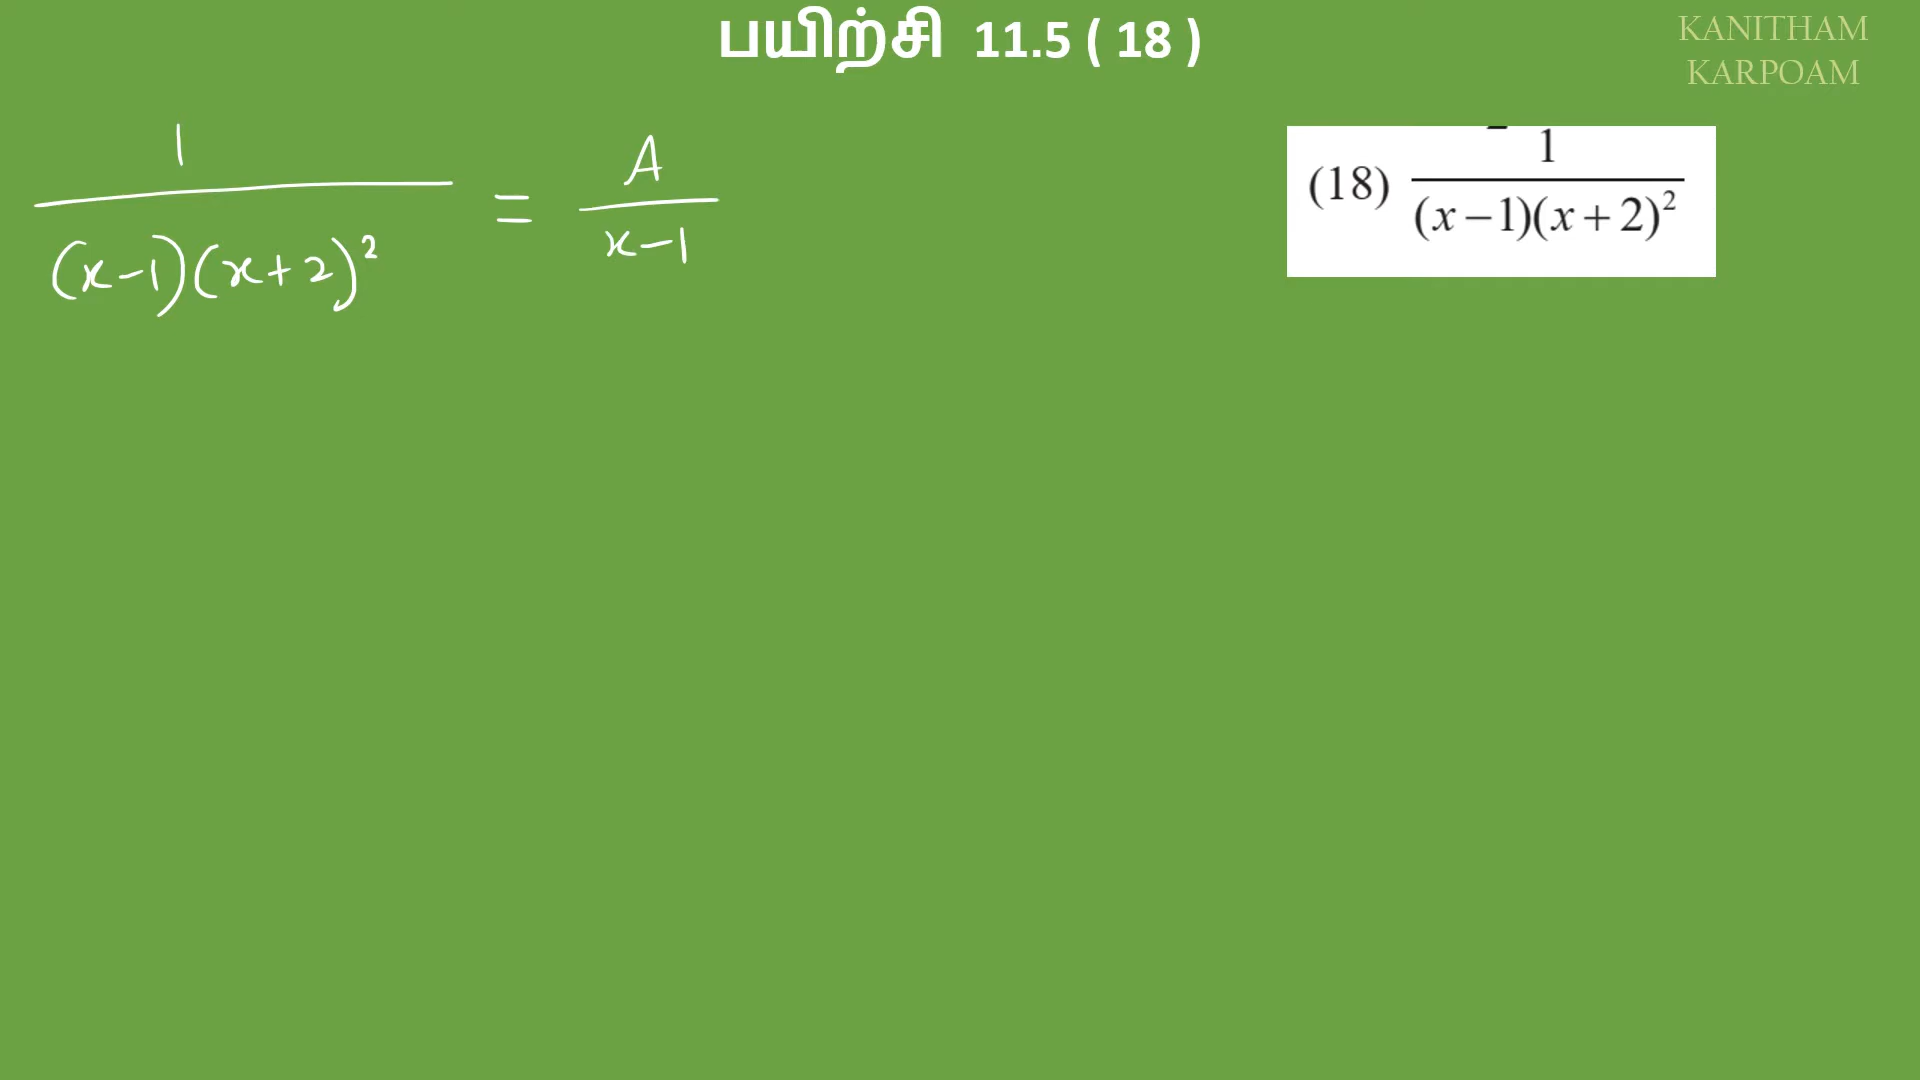 பயிற்சி 11.5 ( 18 )
KANITHAM
KARPOAM
1 / (x-1)(x+2)² = A / x-1
(18) 1 / (x-1)(x+2)²